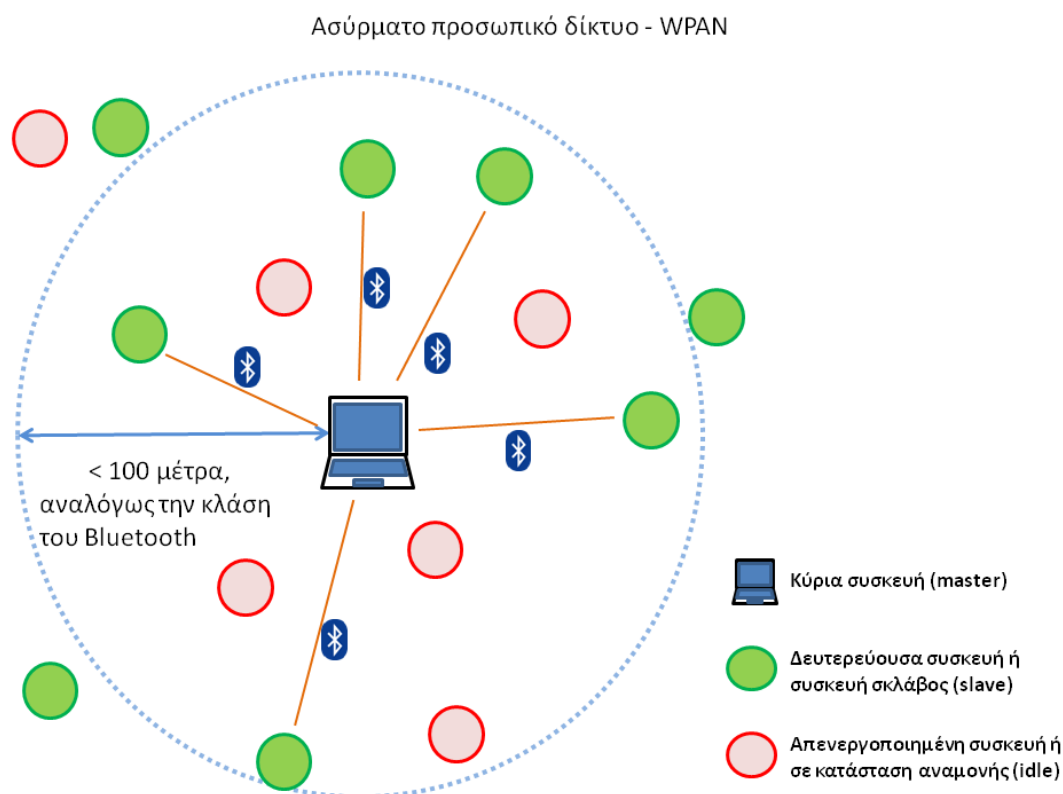 Ασύρματο προσωπικό δίκτυο - WPAN
< 100 μέτρα,
αναλόγως την κλάση
του Bluetooth
Κύρια συσκευή (master)
Δευτερεύουσα συσκευή ή
συσκευή σκλάβος (slave)
Απενεργοποιημένη συσκευή ή
σε κατάσταση αναμονής (idle)